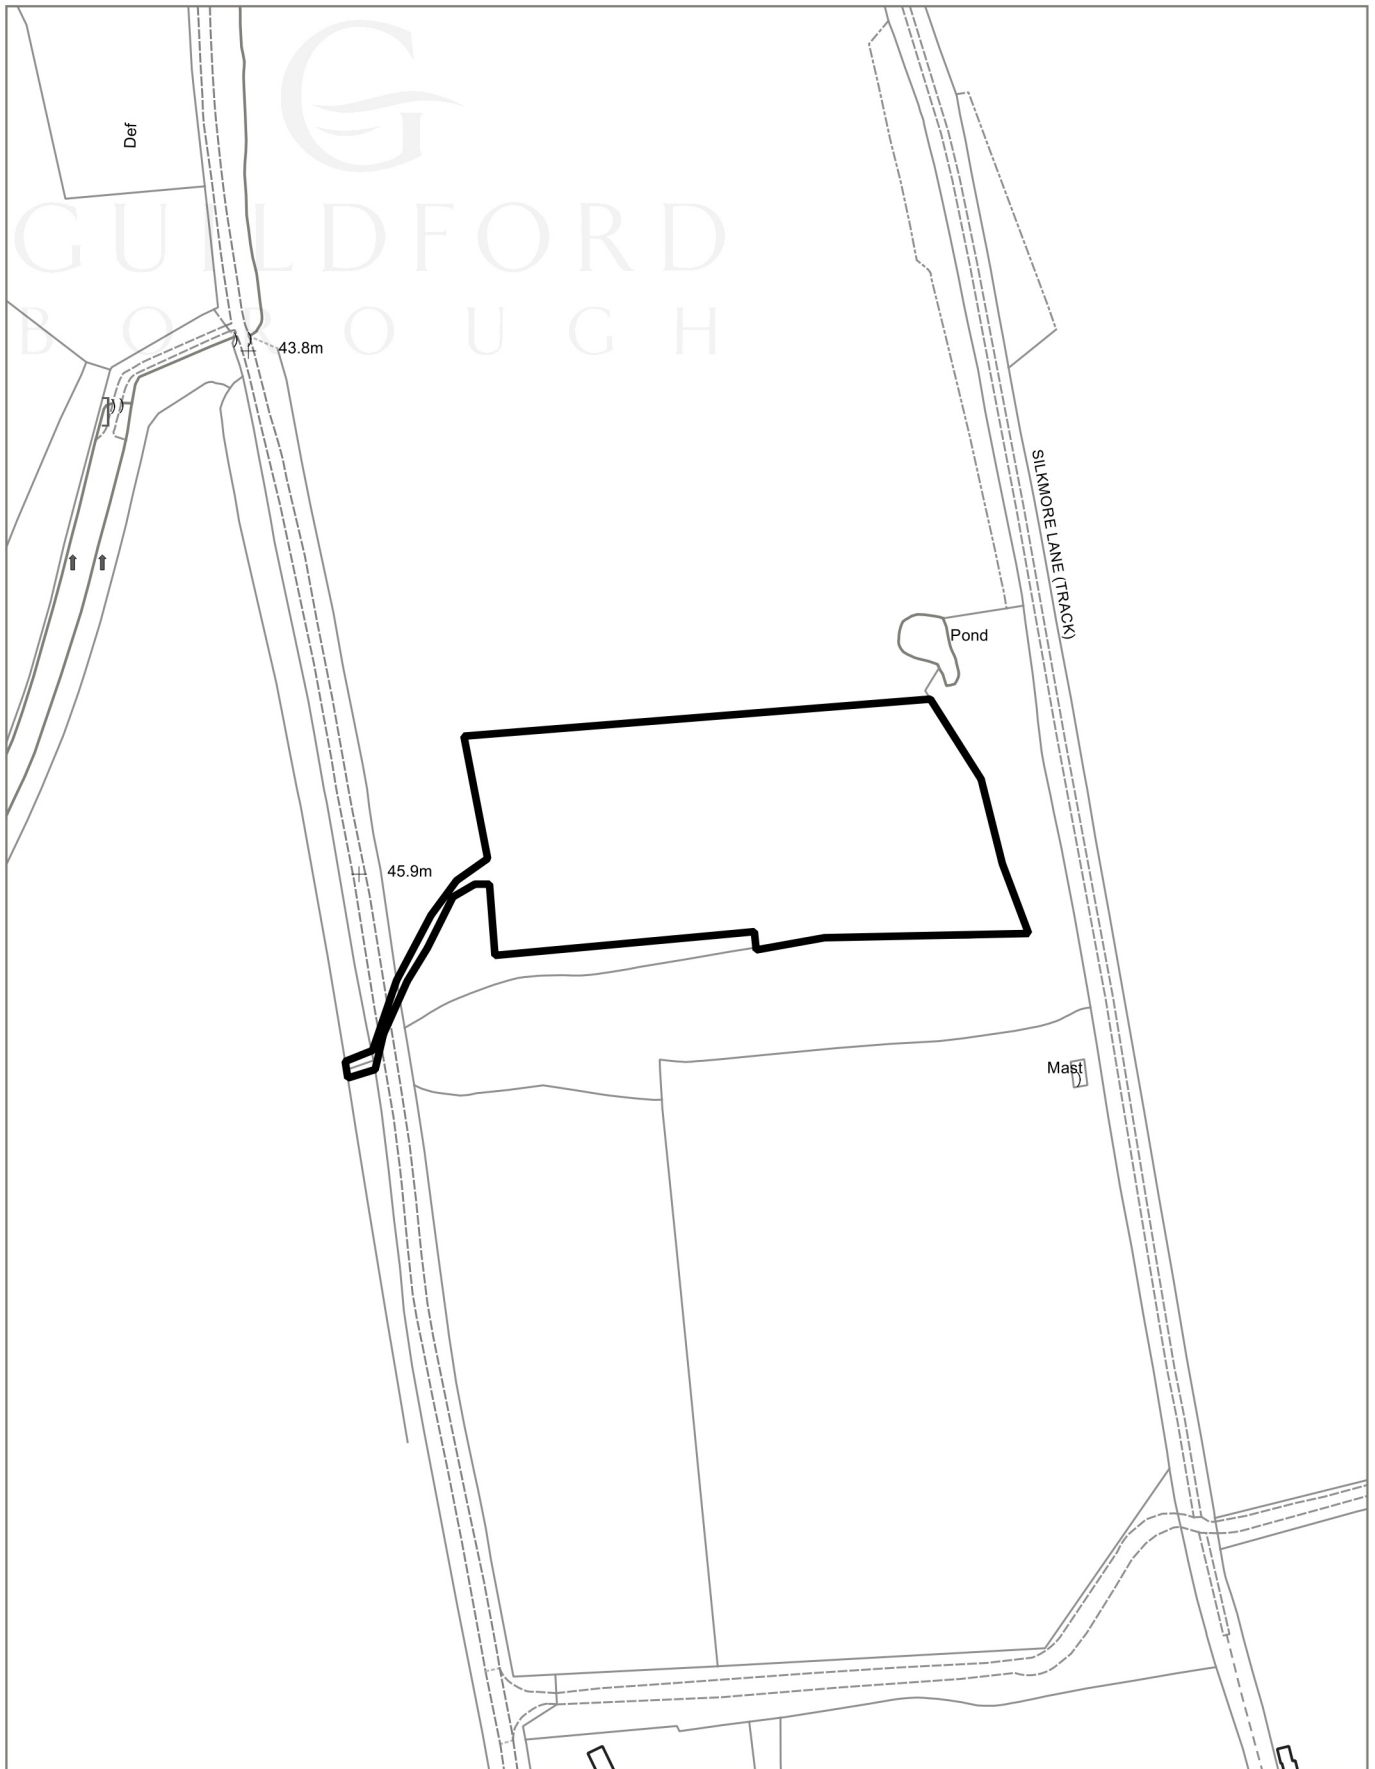 Def
G
GUILDFORD
BOROUGH
43.8m
SILKMORE LANE (TRACK)
Pond
45.9m
Mast